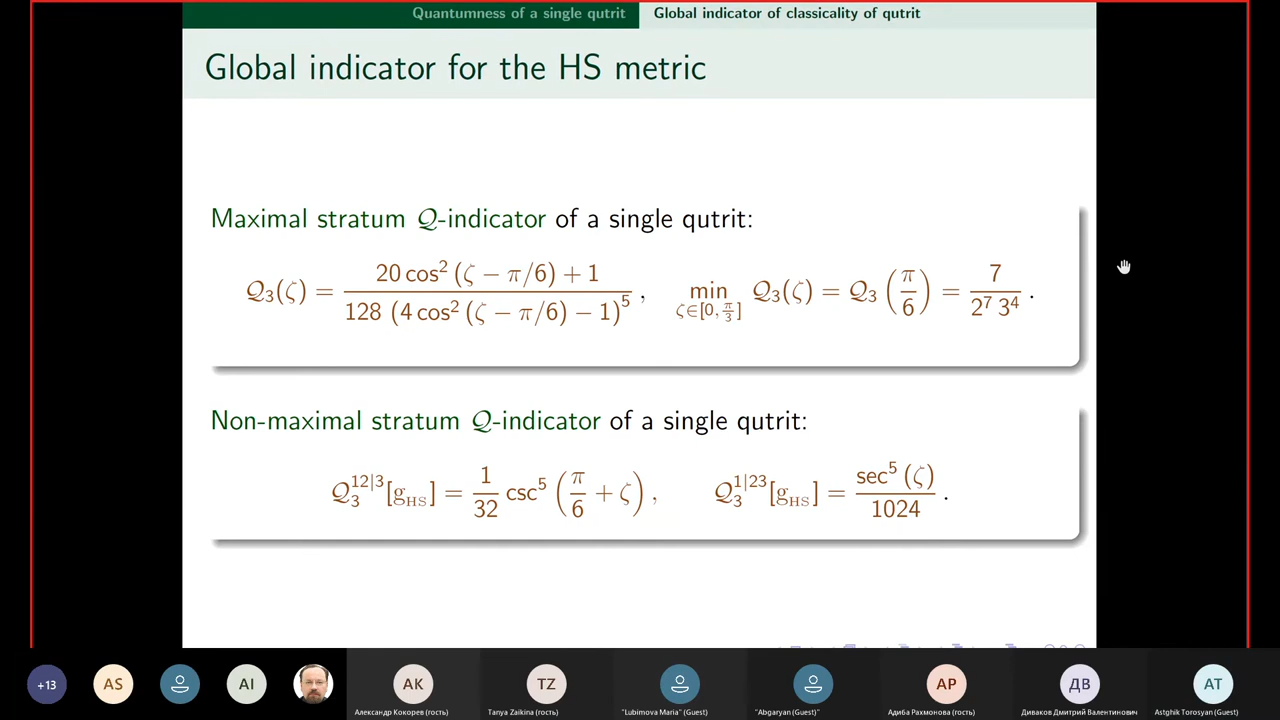 Quantumness of a single qutrit Global indicator of classicality of qutrit
Global indicator for the HS metric
Maximal stratum 𝒬-indicator of a single qutrit:
𝒬₃(ζ) = (20 cos² (ζ − π/6) + 1) / (128 (4 cos² (ζ − π/6) − 1)⁵) , min_{ζ∈[0, π/3]} 𝒬₃(ζ) = 𝒬₃ (π/6) = 7 / (2⁷ 3⁴) .
Non-maximal stratum 𝒬-indicator of a single qutrit:
𝒬₃^{12|3}[g_HS] = 1/32 csc⁵ (π/6 + ζ) , 𝒬₃^{1|23}[g_HS] = sec⁵ (ζ) / 1024 .
+13 AS AI AK TZ AP ДВ AT
Александр Кокорев (гость) Tanya Zaikina (гость) "Lubimova Maria" (Guest) "Abgaryan (Guest)" Адиба Рахмонова (гость) Диваков Дмитрий Валентинович Astghik Torosyan (Guest)